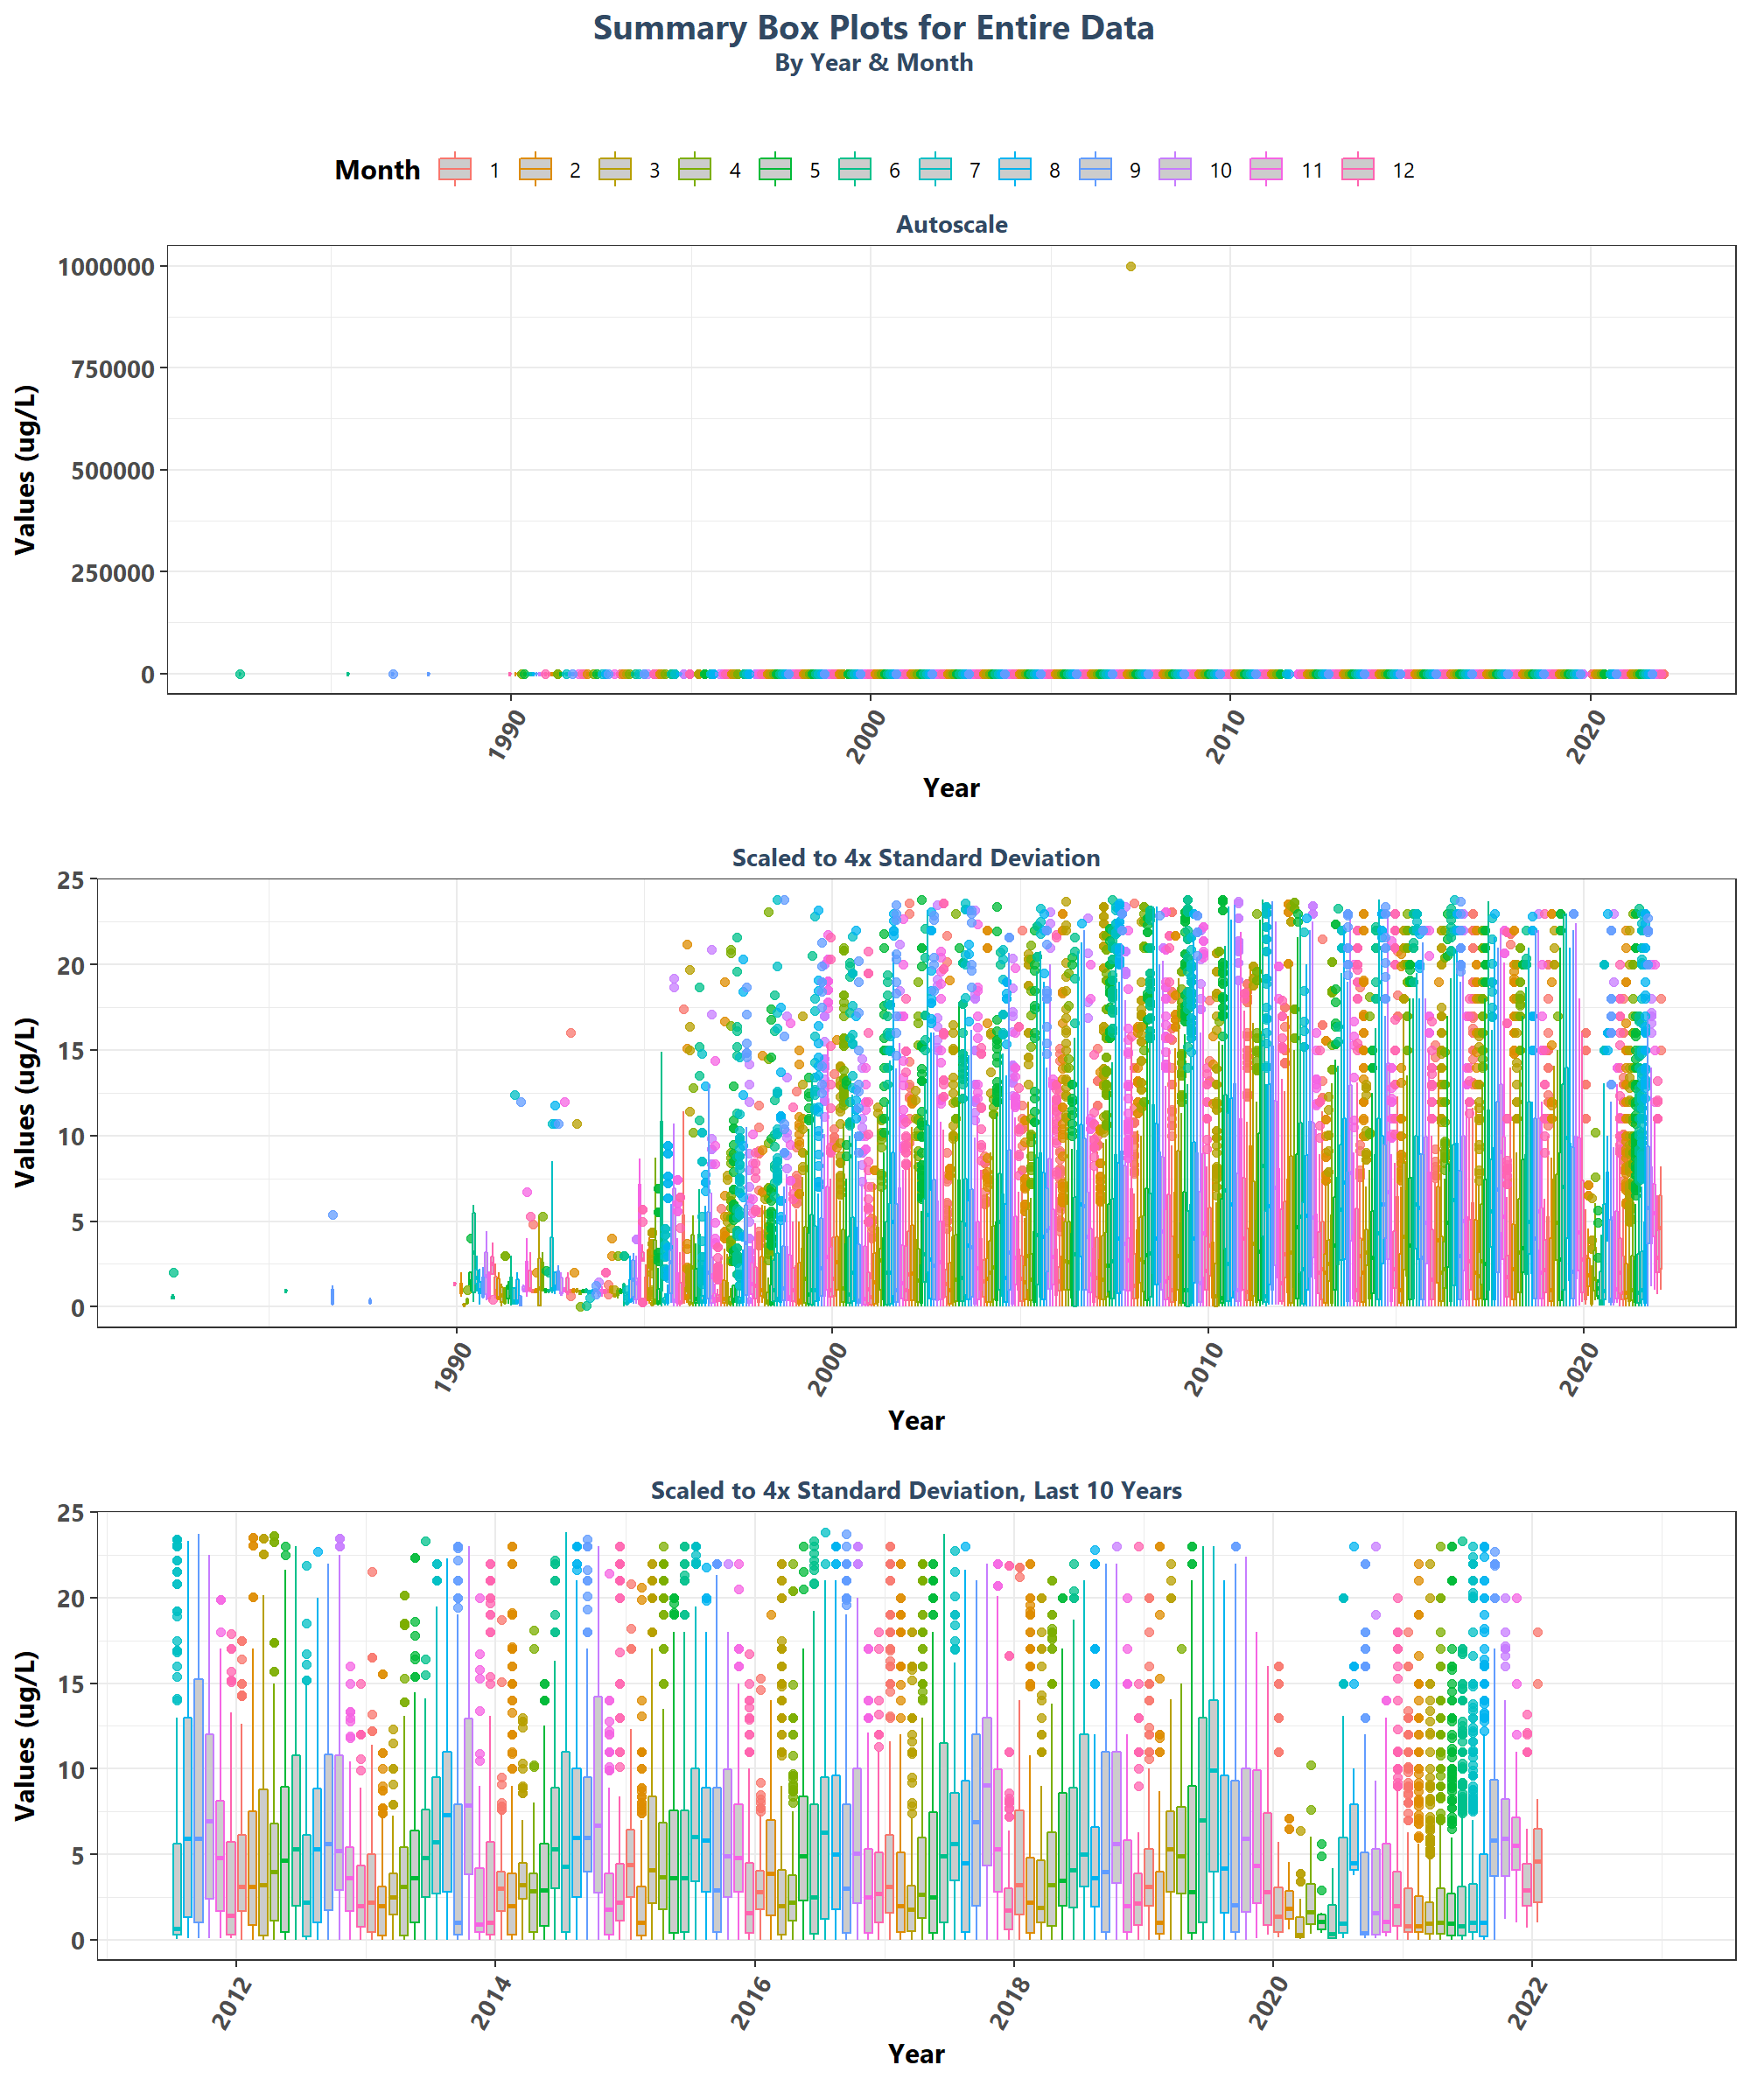 Summary Box Plots for Entire Data
By Year & Month
Month 1 2 3 4 5 6 7 8 9 10 11 12
Autoscale
Values (ug/L)
1000000
750000
500000
250000
0
1990 2000 2010 2020
Year
Scaled to 4x Standard Deviation
Values (ug/L)
25
20
15
10
5
0
1990 2000 2010 2020
Year
Scaled to 4x Standard Deviation, Last 10 Years
Values (ug/L)
25
20
15
10
5
0
2012 2014 2016 2018 2020 2022
Year